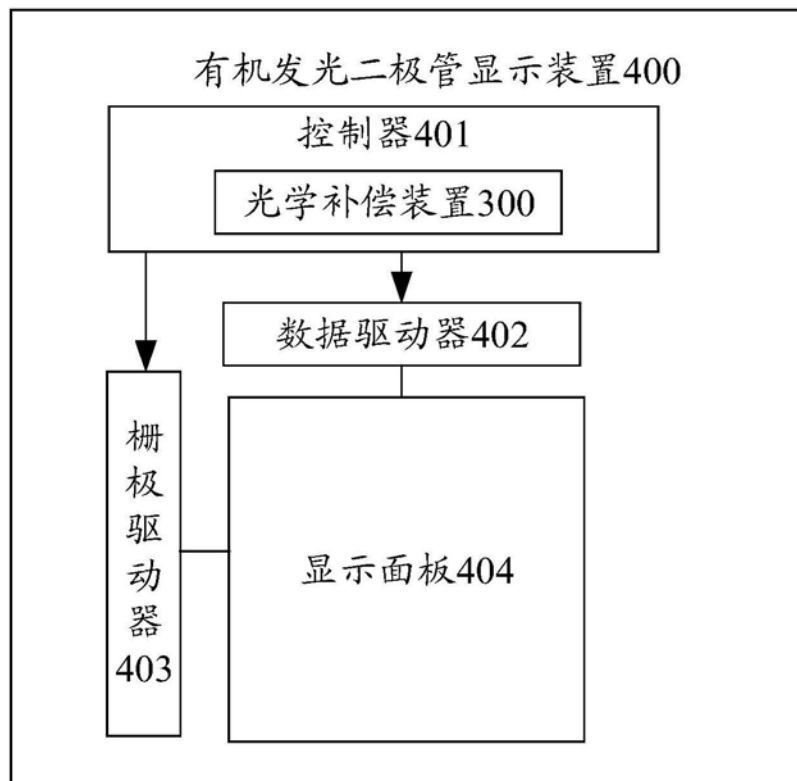 有机发光二极管显示装置400
控制器401
光学补偿装置300
数据驱动器402
栅
极
驱
动
器
403
显示面板404